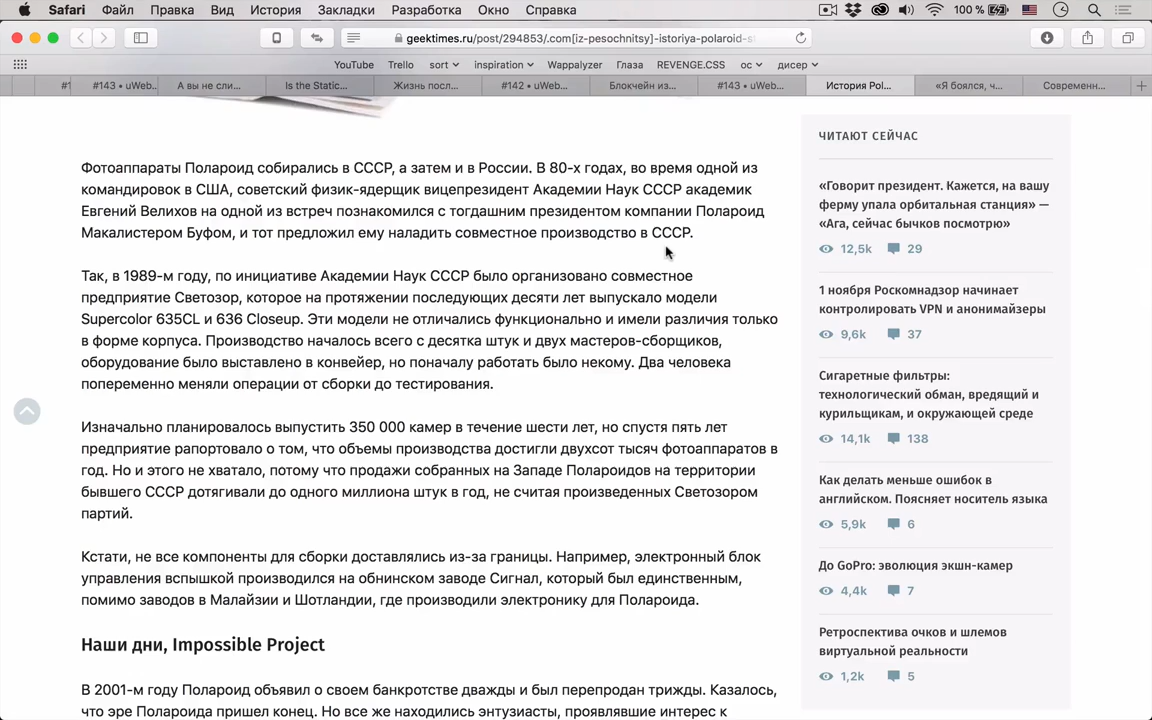 Safari Файл Правка Вид История Закладки Разработка Окно Справка 100 %
geektimes.ru/post/294853/.com[iz-pesochnitsy]-istoriya-polaroid-s
YouTube Trello sort inspiration Wappalyzer Глаза REVENGE.CSS ос дисер
#1 #143 • uWeb... А вы не сли... Is the Static... Жизнь посл... #142 • uWeb... Блокчейн из... #143 • uWeb... История Pol... «Я боялся, ч... Современн...
Фотоаппараты Полароид собирались в СССР, а затем и в России. В 80-х годах, во время одной из
командировок в США, советский физик-ядерщик вицепрезидент Академии Наук СССР академик
Евгений Велихов на одной из встреч познакомился с тогдашним президентом компании Полароид
Макалистером Буфом, и тот предложил ему наладить совместное производство в СССР.
Так, в 1989-м году, по инициативе Академии Наук СССР было организовано совместное
предприятие Светозор, которое на протяжении последующих десяти лет выпускало модели
Supercolor 635CL и 636 Closeup. Эти модели не отличались функционально и имели различия только
в форме корпуса. Производство началось всего с десятка штук и двух мастеров-сборщиков,
оборудование было выставлено в конвейер, но поначалу работать было некому. Два человека
попеременно меняли операции от сборки до тестирования.
Изначально планировалось выпустить 350 000 камер в течение шести лет, но спустя пять лет
предприятие рапортовало о том, что объемы производства достигли двухсот тысяч фотоаппаратов в
год. Но и этого не хватало, потому что продажи собранных на Западе Полароидов на территории
бывшего СССР дотягивали до одного миллиона штук в год, не считая произведенных Светозором
партий.
Кстати, не все компоненты для сборки доставлялись из-за границы. Например, электронный блок
управления вспышкой производился на обнинском заводе Сигнал, который был единственным,
помимо заводов в Малайзии и Шотландии, где производили электронику для Полароида.
Наши дни, Impossible Project
В 2001-м году Полароид объявил о своем банкротстве дважды и был перепродан трижды. Казалось,
что эре Полароида пришел конец. Но все же находились энтузиасты, проявлявшие интерес к
ЧИТАЮТ СЕЙЧАС
«Говорит президент. Кажется, на вашу
ферму упала орбитальная станция» —
«Ага, сейчас бычков посмотрю»
12,5k 29
1 ноября Роскомнадзор начинает
контролировать VPN и анонимайзеры
9,6k 37
Сигаретные фильтры:
технологический обман, вредящий и
курильщикам, и окружающей среде
14,1k 138
Как делать меньше ошибок в
английском. Поясняет носитель языка
5,9k 6
До GoPro: эволюция экшн-камер
4,4k 7
Ретроспектива очков и шлемов
виртуальной реальности
1,2k 5